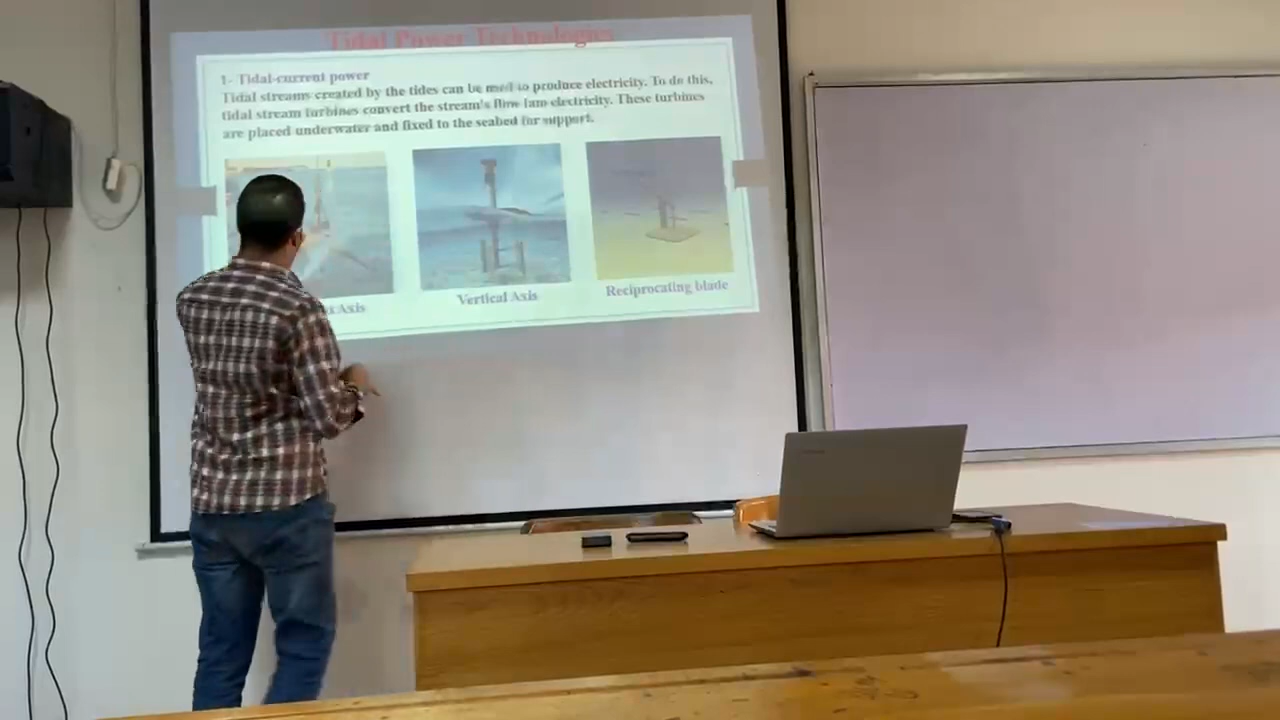 Tidal Power Technologies
1- Tidal-current power
Tidal streams created by the tides can be used to produce electricity. To do this,
tidal stream turbines convert the stream's flow electricity. These turbines
are placed underwater and fixed to the seabed for support.
Axis
Vertical Axis
Reciprocating blade